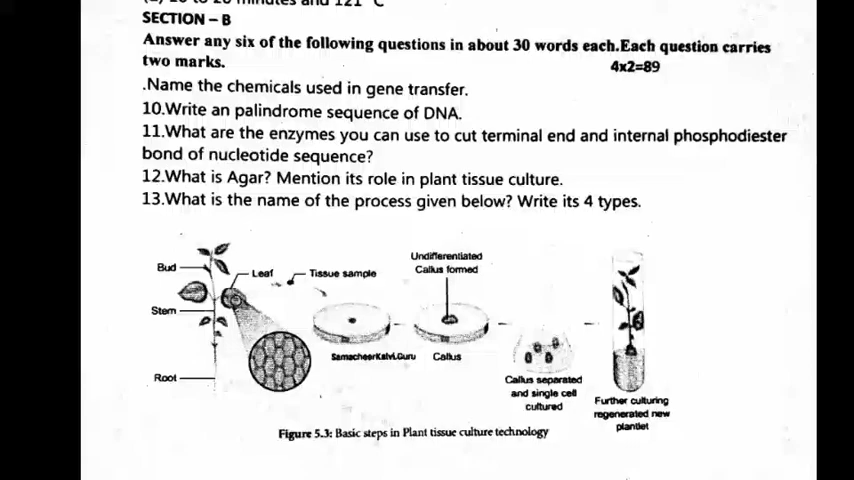 SECTION – B
Answer any six of the following questions in about 30 words each.Each question carries
two marks. 4x2=89
.Name the chemicals used in gene transfer.
10.Write an palindrome sequence of DNA.
11.What are the enzymes you can use to cut terminal end and internal phosphodiester
bond of nucleotide sequence?
12.What is Agar? Mention its role in plant tissue culture.
13.What is the name of the process given below? Write its 4 types.
Bud
Leaf
Tissue sample
Undifferentiated
Callus formed
Stem
SamacheerKalvi.Guru
Callus
Root
Callus separated
and single cell
cultured
Further culturing
regenerated new
plantlet
Figure 5.3: Basic steps in Plant tissue culture technology